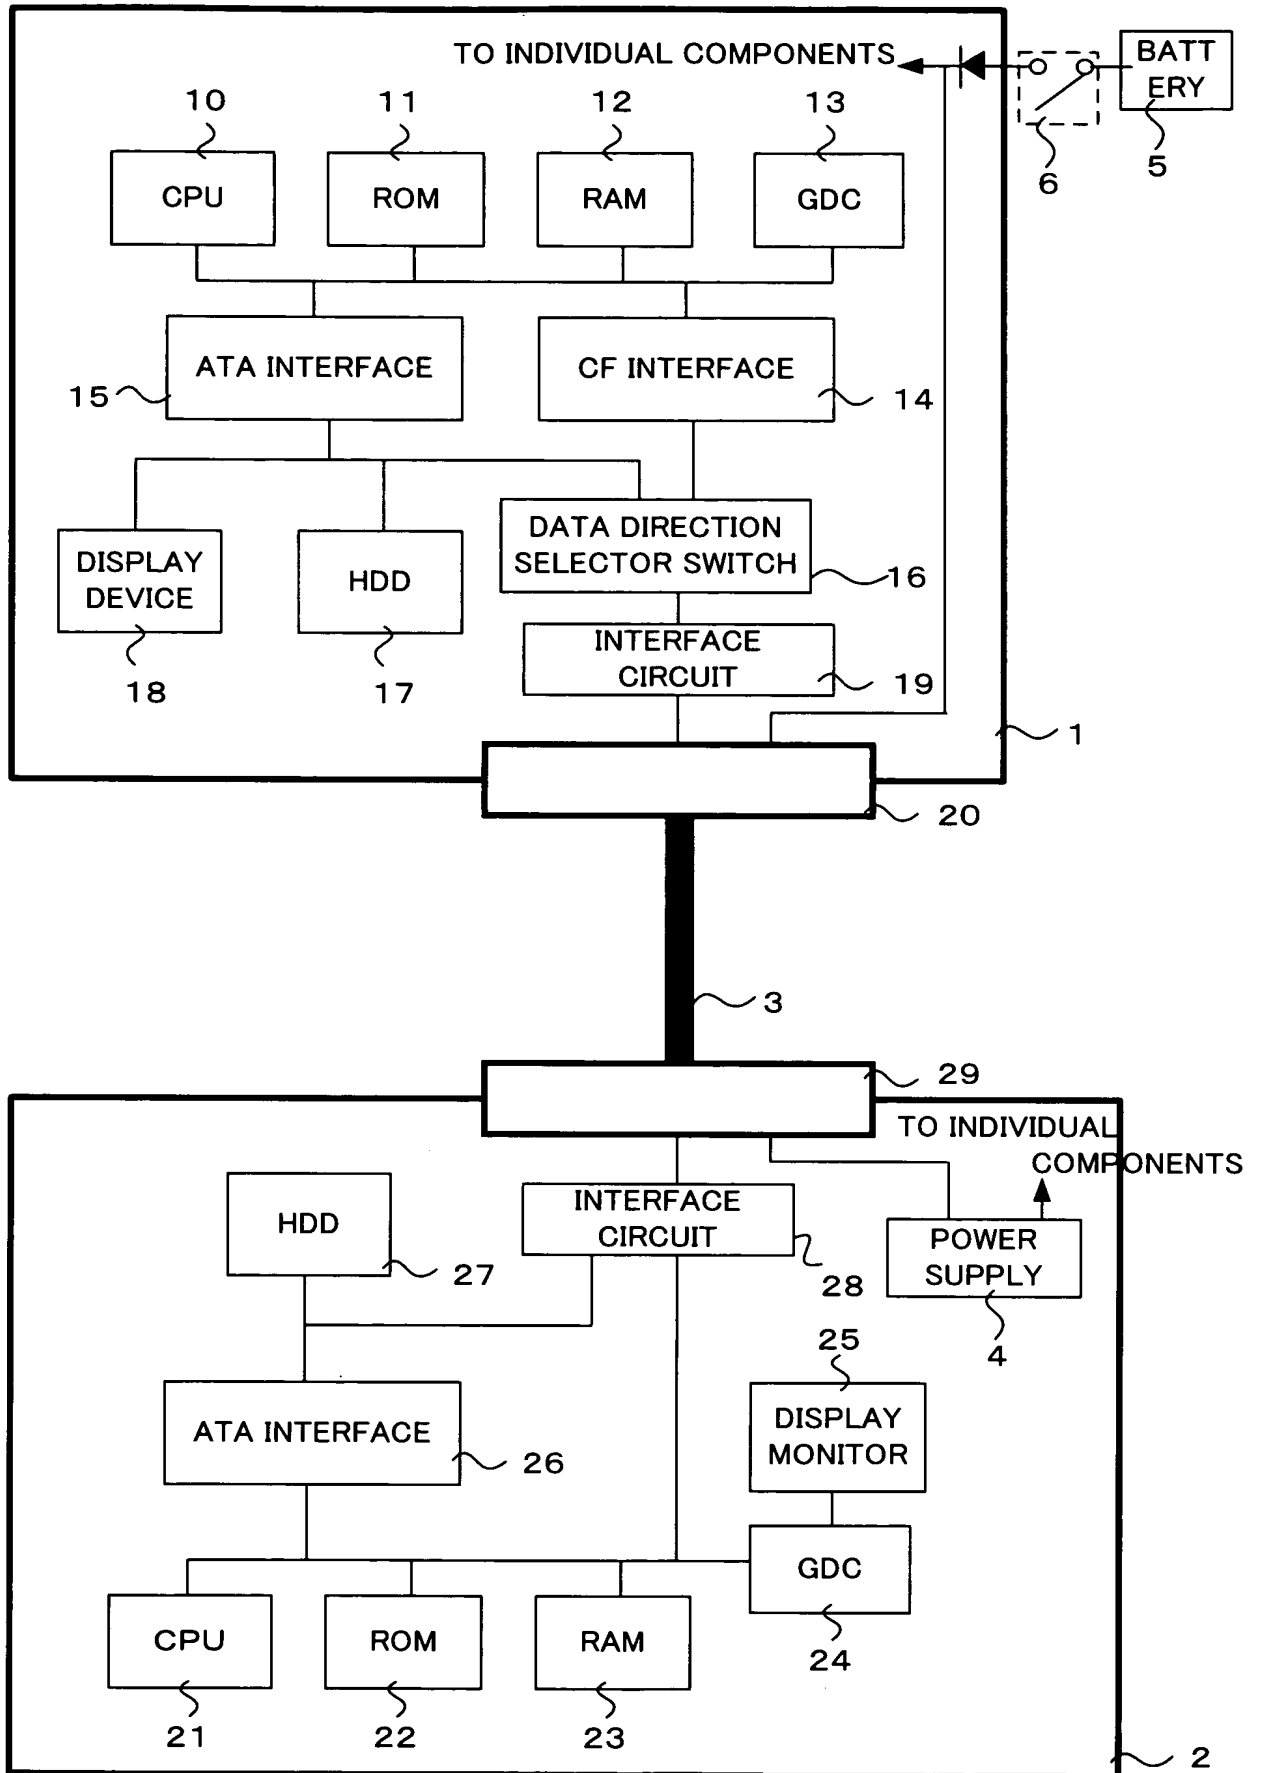 TO INDIVIDUAL COMPONENTS
BATT
ERY
5
6
10
11
12
13
CPU
ROM
RAM
GDC
ATA INTERFACE
CF INTERFACE
15
14
DATA DIRECTION
SELECTOR SWITCH
16
DISPLAY
DEVICE
HDD
18
17
INTERFACE
CIRCUIT
19
1
20
3
29
TO INDIVIDUAL
COMPONENTS
HDD
27
INTERFACE
CIRCUIT
28
POWER
SUPPLY
4
25
DISPLAY
MONITOR
ATA INTERFACE
26
GDC
24
CPU
ROM
RAM
21
22
23
2